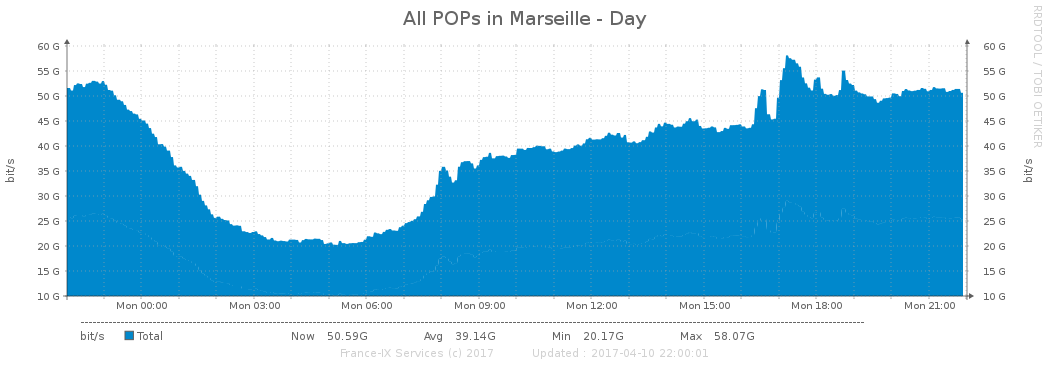 All POPs in Marseille - Day
RRDTOOL / TOBI OETIKER
bit/s
60 G 60 G
55 G 55 G
50 G 50 G
45 G 45 G
40 G 40 G
35 G 35 G
30 G 30 G
25 G 25 G
20 G 20 G
15 G 15 G
10 G 10 G
bit/s
Mon 00:00 Mon 03:00 Mon 06:00 Mon 09:00 Mon 12:00 Mon 15:00 Mon 18:00 Mon 21:00
bit/s Total Now 50.59G Avg 39.14G Min 20.17G Max 58.07G
France-IX Services (c) 2017 Updated : 2017-04-10 22:00:01